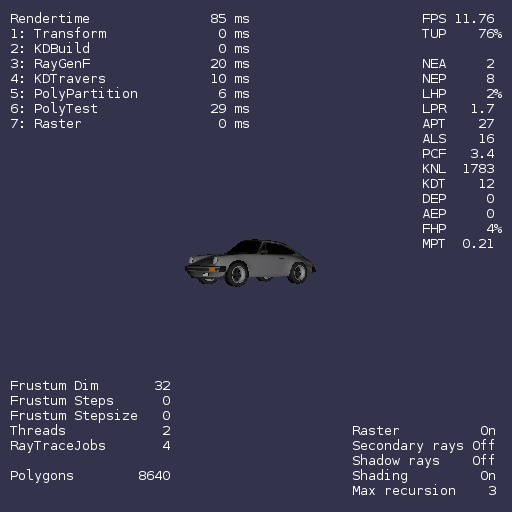 Rendertime 85 ms
1: Transform 0 ms
2: KDBuild 0 ms
3: RayGenF 20 ms
4: KDTravers 10 ms
5: PolyPartition 6 ms
6: PolyTest 29 ms
7: Raster 0 ms
FPS 11.76
TUP 76%
NEA 2
NEP 8
LHP 2%
LPR 1.7
APT 27
ALS 16
PCF 3.4
KNL 1783
KDT 12
DEP 0
AEP 0
FHP 4%
MPT 0.21
Frustum Dim 32
Frustum Steps 0
Frustum Stepsize 0
Threads 2
RayTraceJobs 4
Polygons 8640
Raster On
Secondary rays Off
Shadow rays Off
Shading On
Max recursion 3